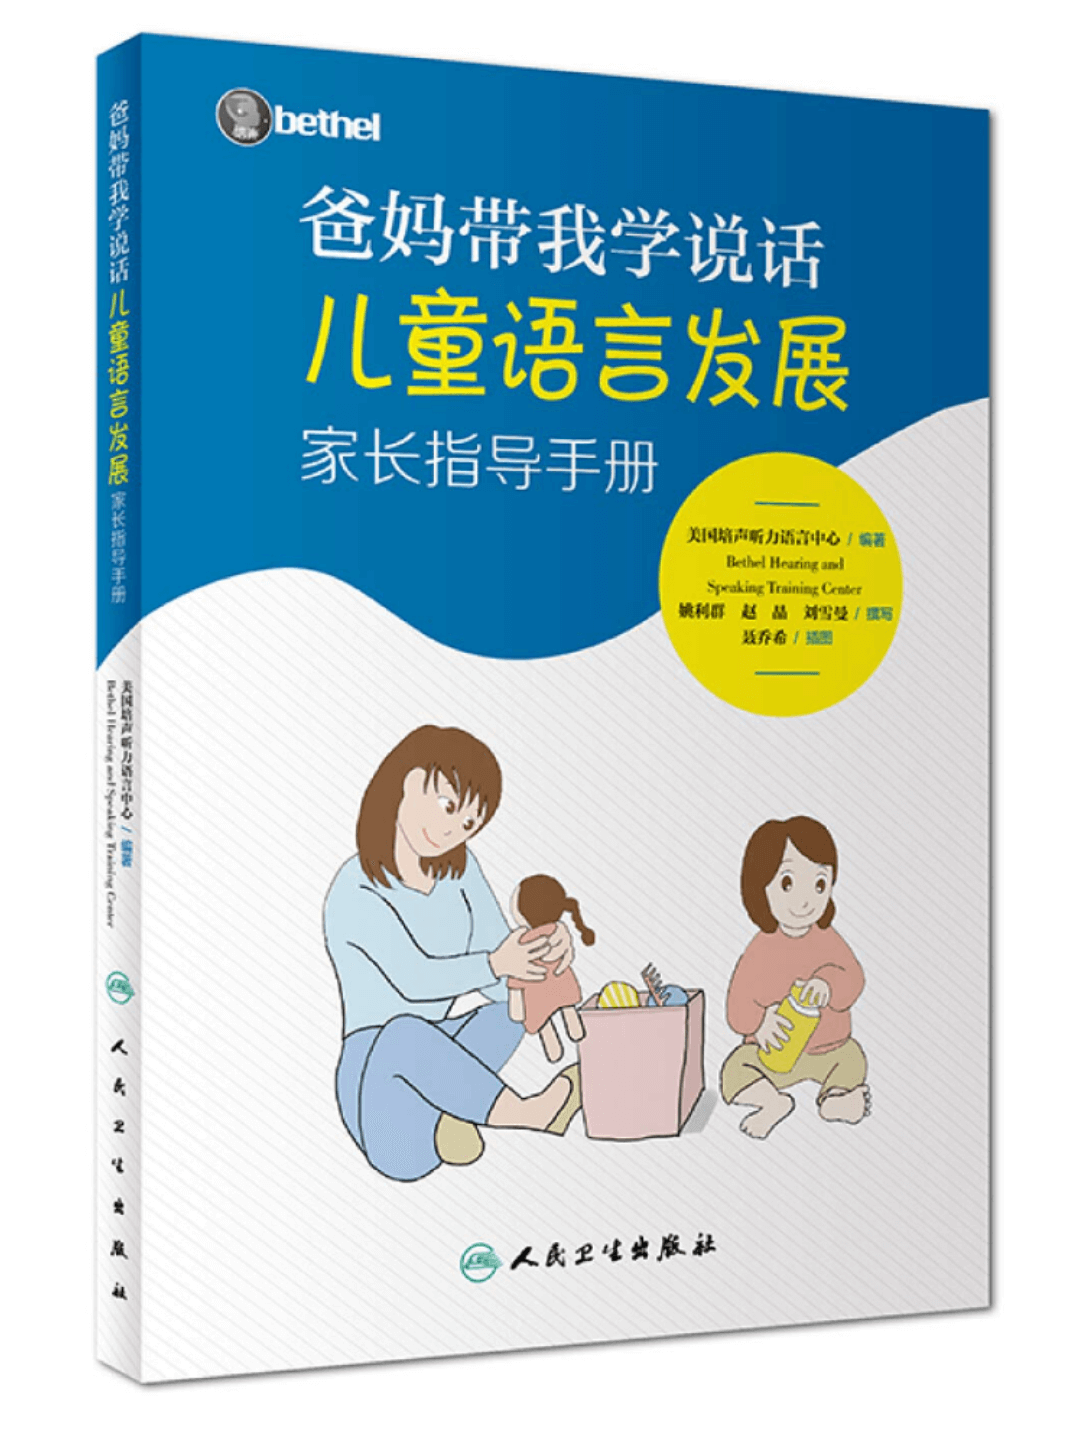 bethel
爸妈带我学说话
儿童语言发展
家长指导手册
美国培声听力语言中心 / 编著
Bethel Hearing and
Speaking Training Center
姚利群 赵 晶 刘雪曼 / 撰写
聂乔希 / 插图
人民卫生出版社
爸妈带我学说话 儿童语言发展 家长指导手册
美国培声听力语言中心 / 编著
Bethel Hearing and Speaking Training Center
人民卫生出版社